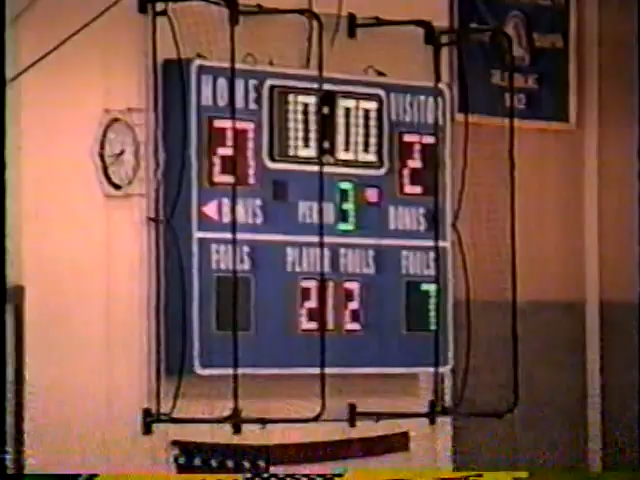 HOME 10:00 VISITOR
27 2
BONUS PERIOD 3 BONUS
FOULS PLAYER FOULS FOULS
212 7